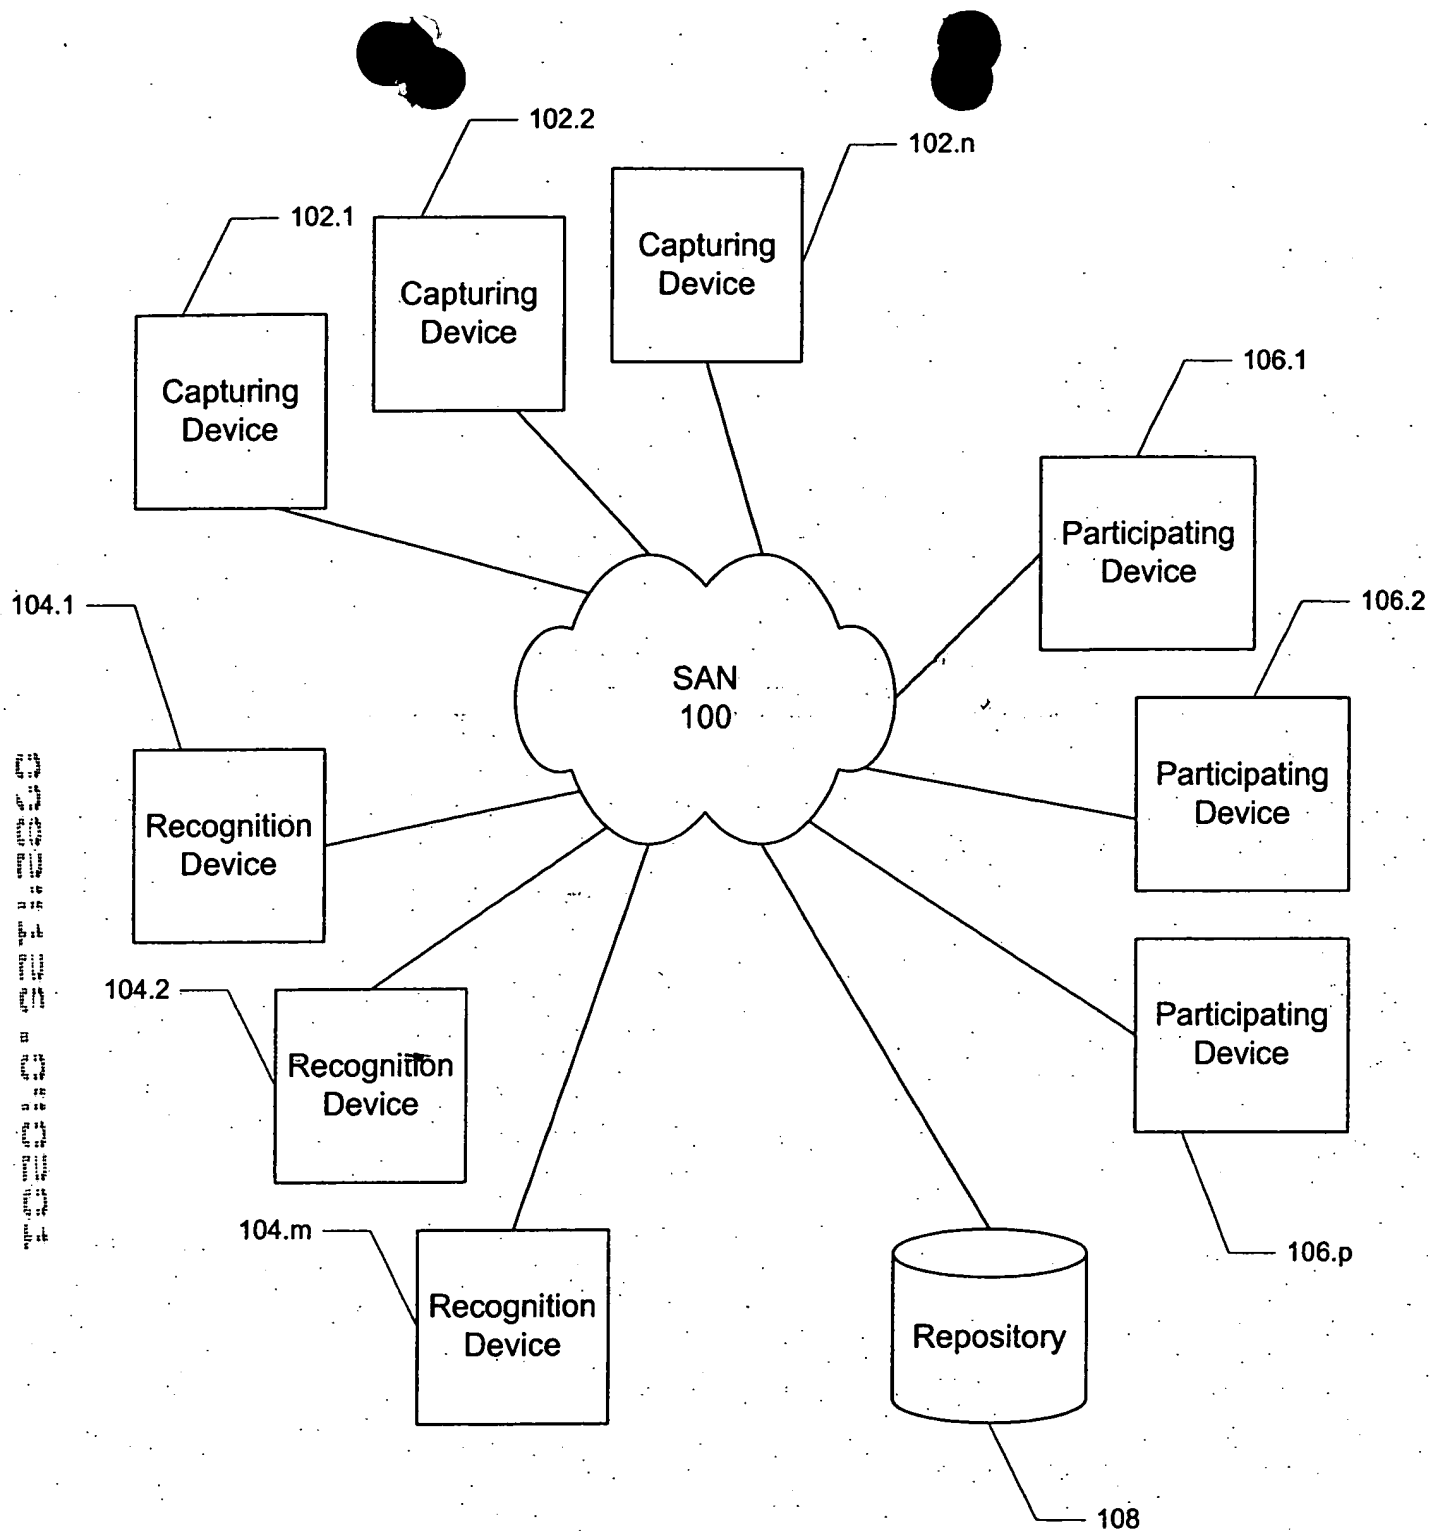 102.2
102.n
102.1
Capturing
Device
Capturing
Device
Capturing
Device
106.1
Participating
Device
104.1
106.2
SAN
100
Participating
Device
Recognition
Device
104.2
Participating
Device
Recognition
Device
104.m
106.p
Recognition
Device
Repository
108